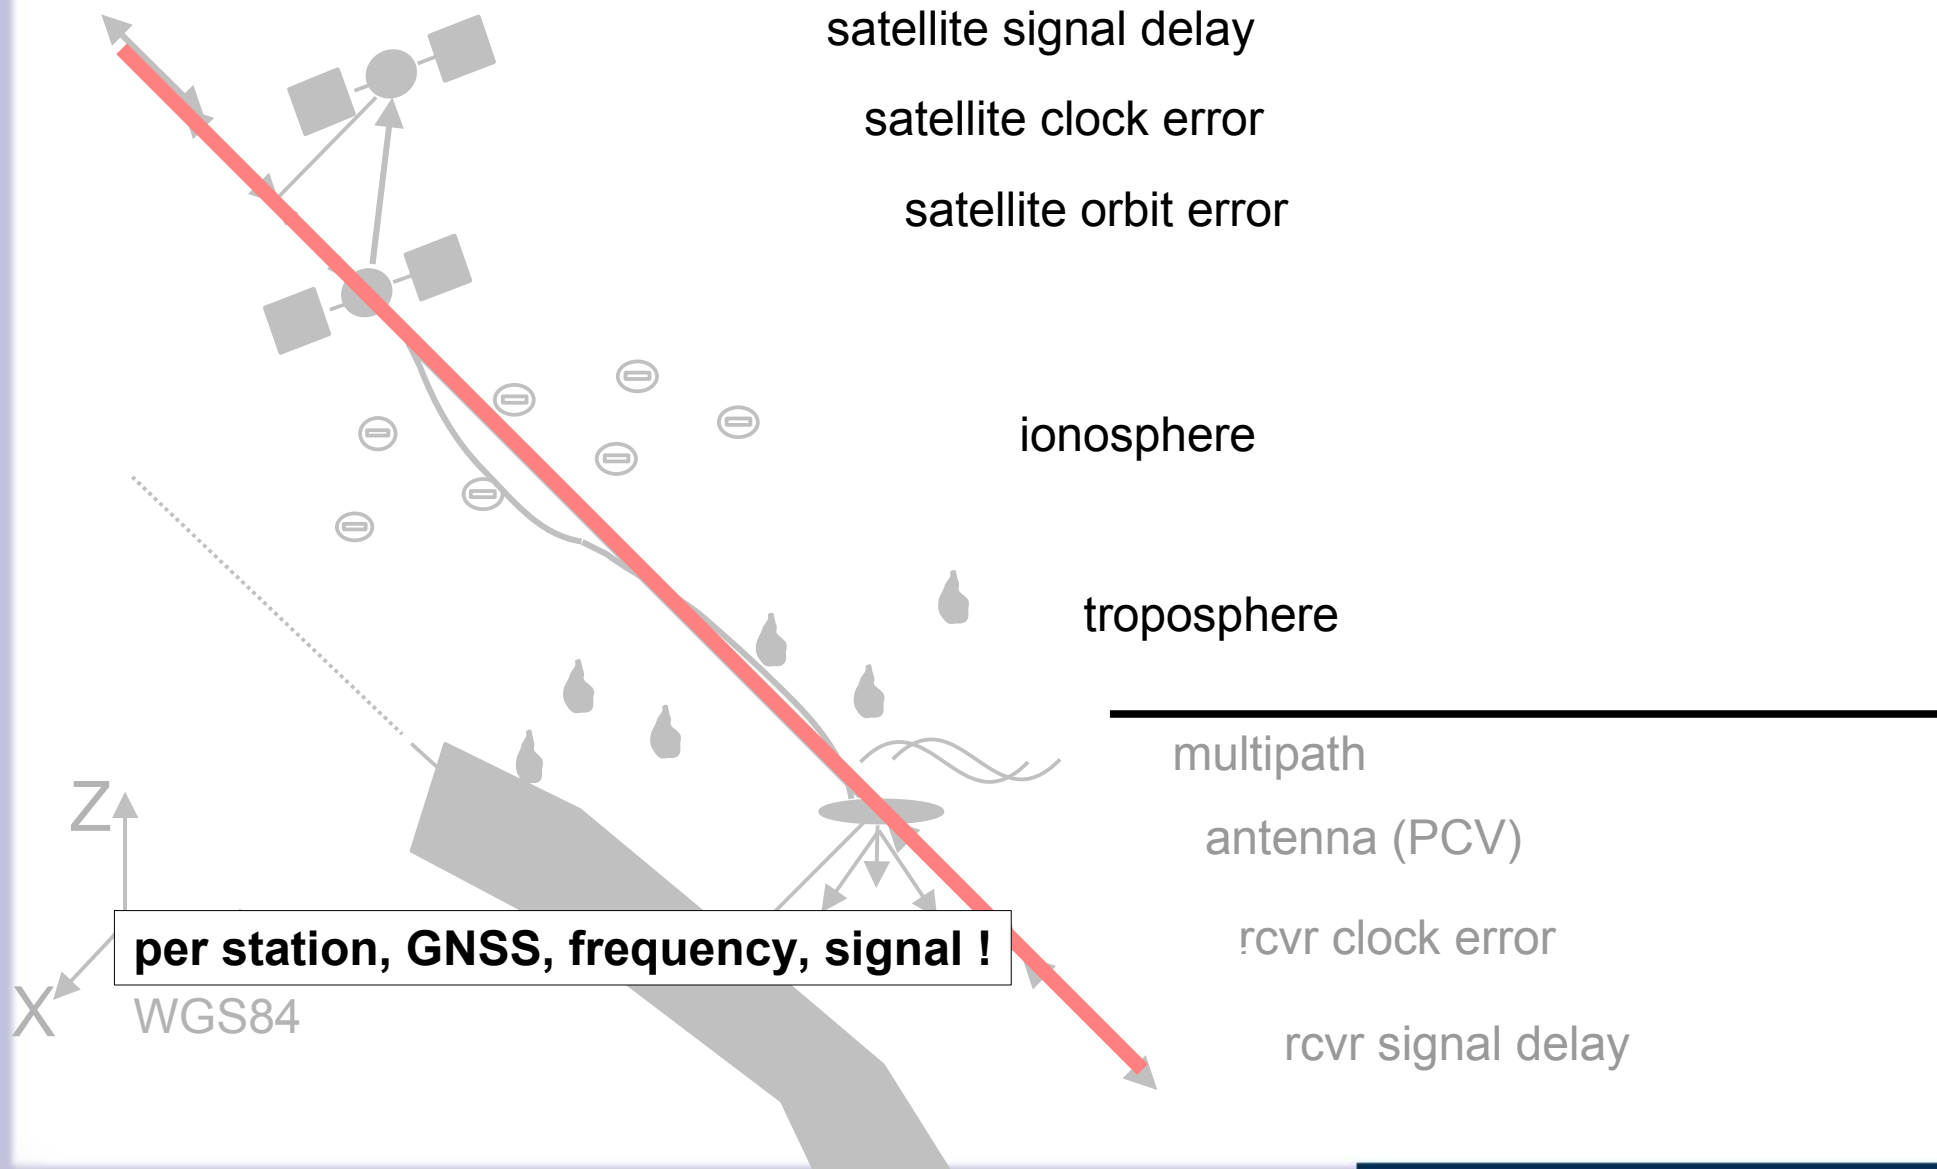 satellite signal delay
satellite clock error
satellite orbit error
ionosphere
troposphere
multipath
Z
antenna (PCV)
rcvr clock error
per station, GNSS, frequency, signal !
X
WGS84
rcvr signal delay